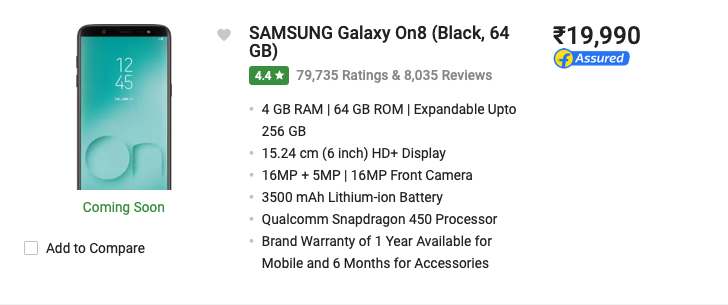 SAMSUNG Galaxy On8 (Black, 64
GB)
4.4 ★ 79,735 Ratings & 8,035 Reviews
4 GB RAM | 64 GB ROM | Expandable Upto
256 GB
15.24 cm (6 inch) HD+ Display
16MP + 5MP | 16MP Front Camera
3500 mAh Lithium-ion Battery
Qualcomm Snapdragon 450 Processor
Brand Warranty of 1 Year Available for
Mobile and 6 Months for Accessories
₹19,990
f Assured
12
45
on
Coming Soon
Add to Compare